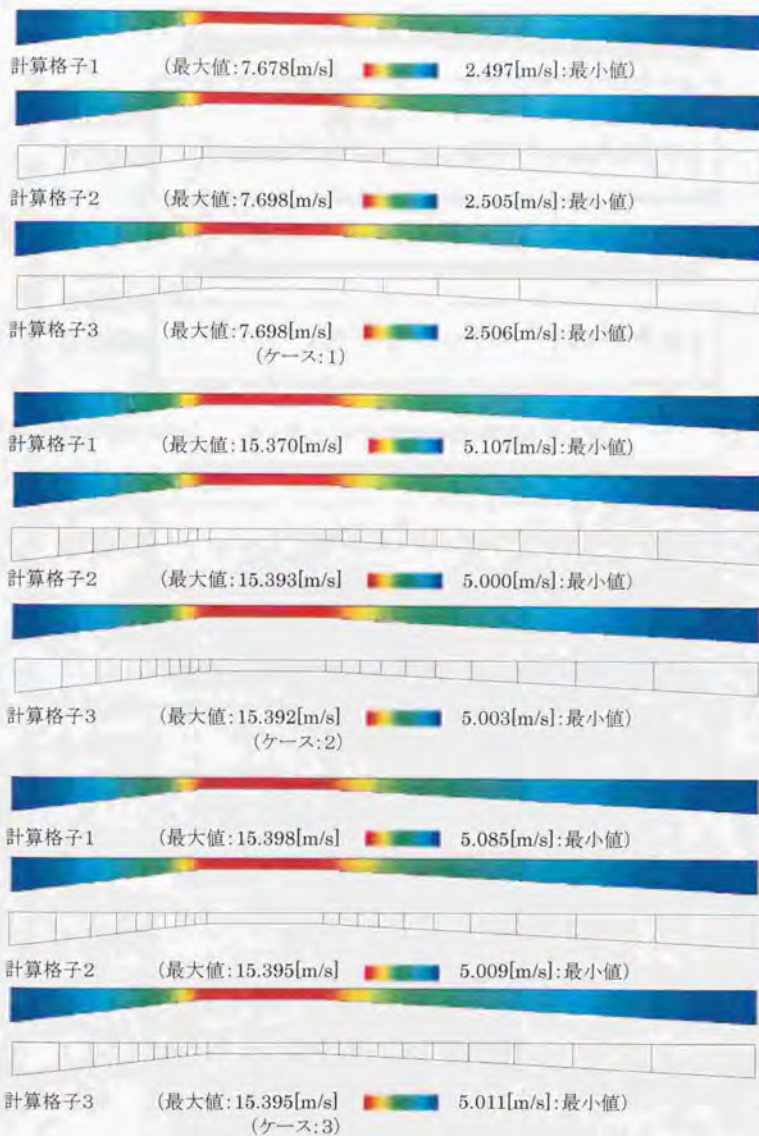 計算格子1 (最大値:7.678[m/s] 2.497[m/s]:最小値)
計算格子2 (最大値:7.698[m/s] 2.505[m/s]:最小値)
計算格子3 (最大値:7.698[m/s] 2.506[m/s]:最小値)
(ケース:1)
計算格子1 (最大値:15.370[m/s] 5.107[m/s]:最小値)
計算格子2 (最大値:15.393[m/s] 5.000[m/s]:最小値)
計算格子3 (最大値:15.392[m/s] 5.003[m/s]:最小値)
(ケース:2)
計算格子1 (最大値:15.398[m/s] 5.085[m/s]:最小値)
計算格子2 (最大値:15.395[m/s] 5.009[m/s]:最小値)
計算格子3 (最大値:15.395[m/s] 5.011[m/s]:最小値)
(ケース:3)